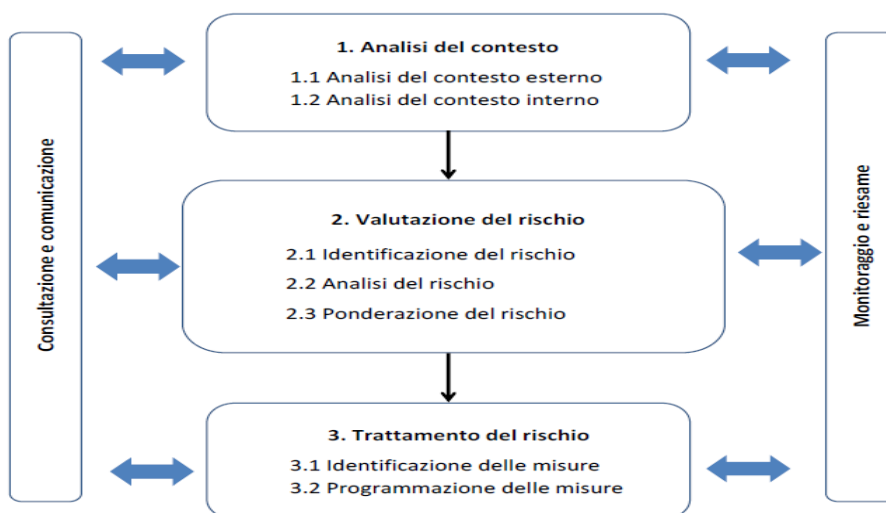 Consultazione e comunicazione
1. Analisi del contesto
1.1 Analisi del contesto esterno
1.2 Analisi del contesto interno
2. Valutazione del rischio
2.1 Identificazione del rischio
2.2 Analisi del rischio
2.3 Ponderazione del rischio
3. Trattamento del rischio
3.1 Identificazione delle misure
3.2 Programmazione delle misure
Monitoraggio e riesame